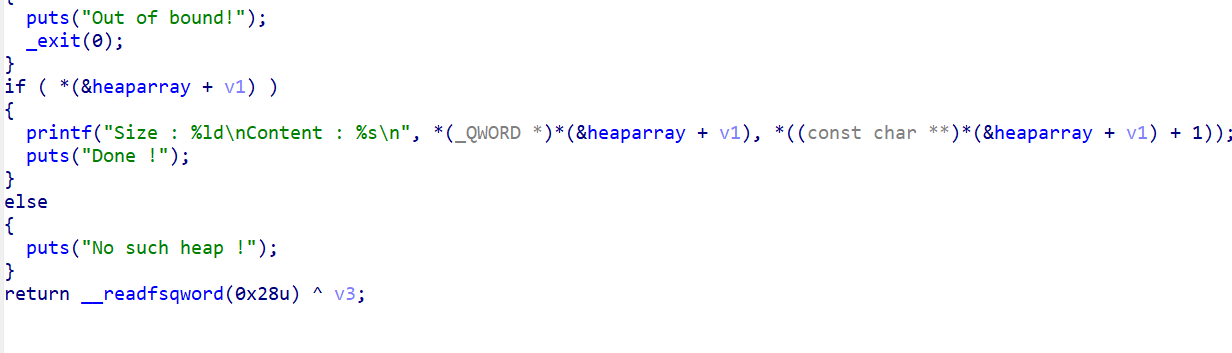 {
puts("Out of bound!");
_exit(0);
}
if ( *(&heaparray + v1) )
{
printf("Size : %ld\nContent : %s\n", *(_QWORD *)*(&heaparray + v1), *((const char **)*(&heaparray + v1) + 1));
puts("Done !");
}
else
{
puts("No such heap !");
}
return __readfsqword(0x28u) ^ v3;